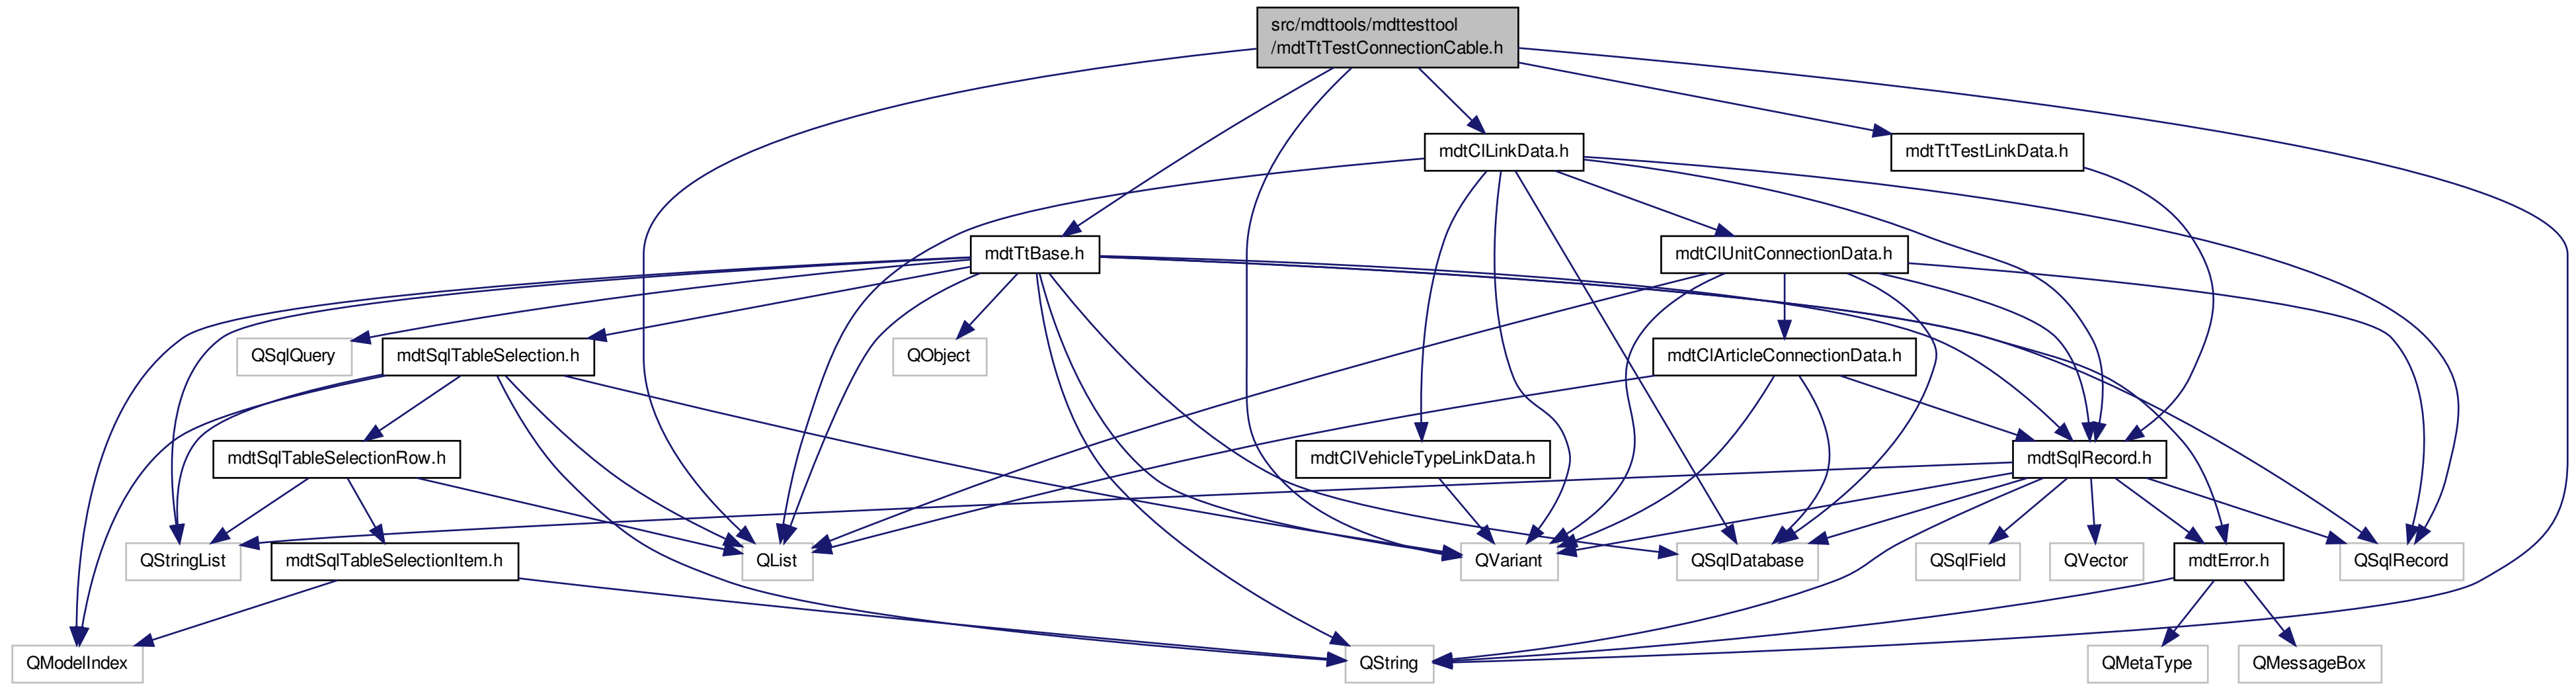 src/mdttools/mdttesttool
/mdtTtTestConnectionCable.h
mdtClLinkData.h
mdtTtTestLinkData.h
mdtTtBase.h
mdtClUnitConnectionData.h
QSqlQuery
mdtSqlTableSelection.h
QObject
mdtClArticleConnectionData.h
mdtSqlTableSelectionRow.h
mdtClVehicleTypeLinkData.h
mdtSqlRecord.h
QStringList
mdtSqlTableSelectionItem.h
QList
QVariant
QSqlDatabase
QSqlField
QVector
mdtError.h
QSqlRecord
QModelIndex
QString
QMetaType
QMessageBox